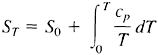 S_T = S_0 + ∫_0^T c_p/T dT